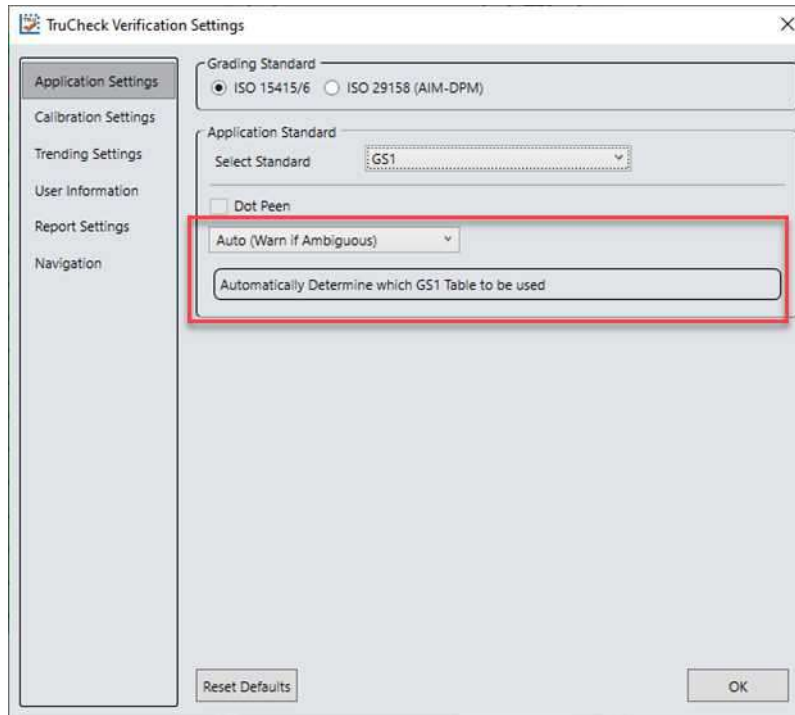 TruCheck Verification Settings
Application Settings
Calibration Settings
Trending Settings
User Information
Report Settings
Navigation
Grading Standard
ISO 15415/6 ISO 29158 (AIM-DPM)
Application Standard
Select Standard GS1
Dot Peen
Auto (Warn if Ambiguous)
Automatically Determine which GS1 Table to be used
Reset Defaults OK